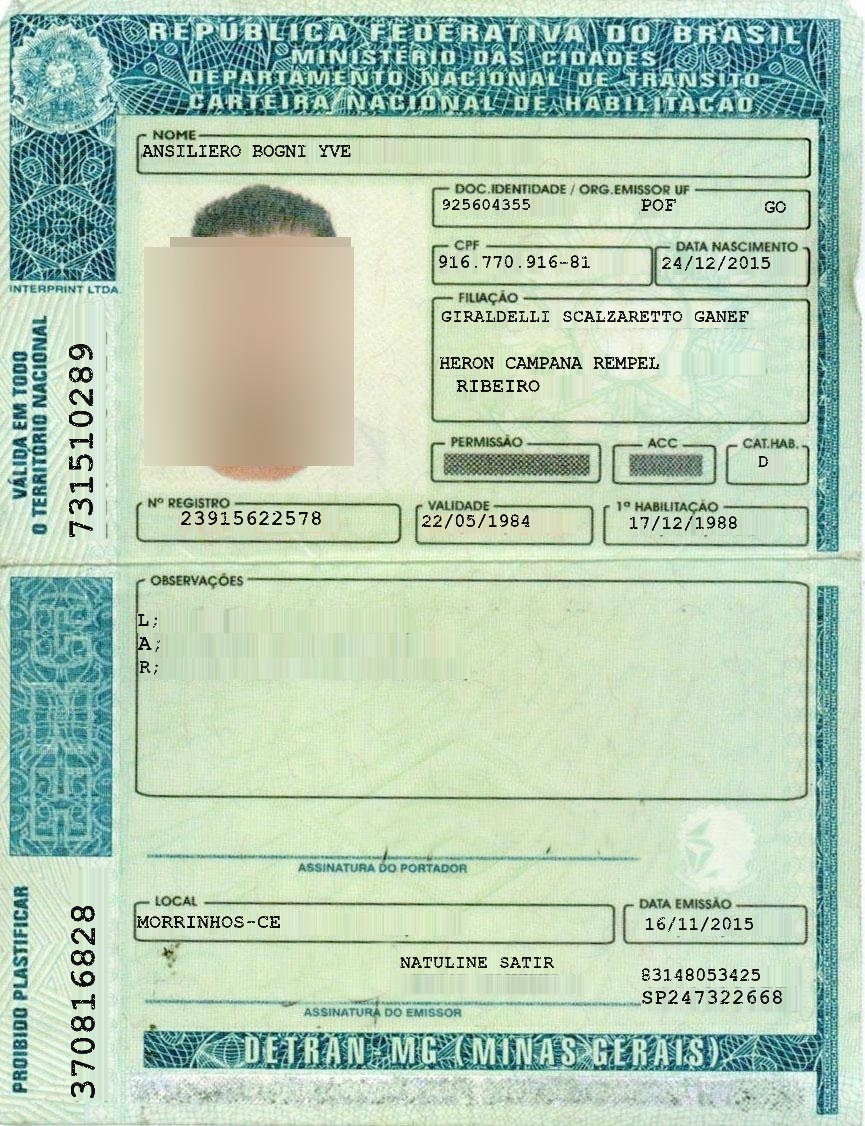 REPÚBLICA FEDERATIVA DO BRASIL
MINISTÉRIO DAS CIDADES
DEPARTAMENTO NACIONAL DE TRÂNSITO
CARTEIRA NACIONAL DE HABILITAÇÃO
NOME
ANSILIERO BOGNI YVE
DOC.IDENTIDADE / ORG.EMISSOR UF
925604355 POF GO
CPF DATA NASCIMENTO
916.770.916-81 24/12/2015
INTERPRINT LTDA.
FILIAÇÃO
GIRALDELLI SCALZARETTO GANEF
HERON CAMPANA REMPEL
RIBEIRO
VÁLIDA EM TODO
O TERRITÓRIO NACIONAL
731510289
PERMISSÃO ACC CAT.HAB.
D
Nº REGISTRO VALIDADE 1ª HABILITAÇÃO
23915622578 22/05/1984 17/12/1988
OBSERVAÇÕES
L;
A;
R;
ASSINATURA DO PORTADOR
PROIBIDO PLASTIFICAR
370816828
LOCAL DATA EMISSÃO
MORRINHOS-CE 16/11/2015
NATULINE SATIR
83148053425
SP247322668
ASSINATURA DO EMISSOR
DETRAN-MG (MINAS GERAIS)